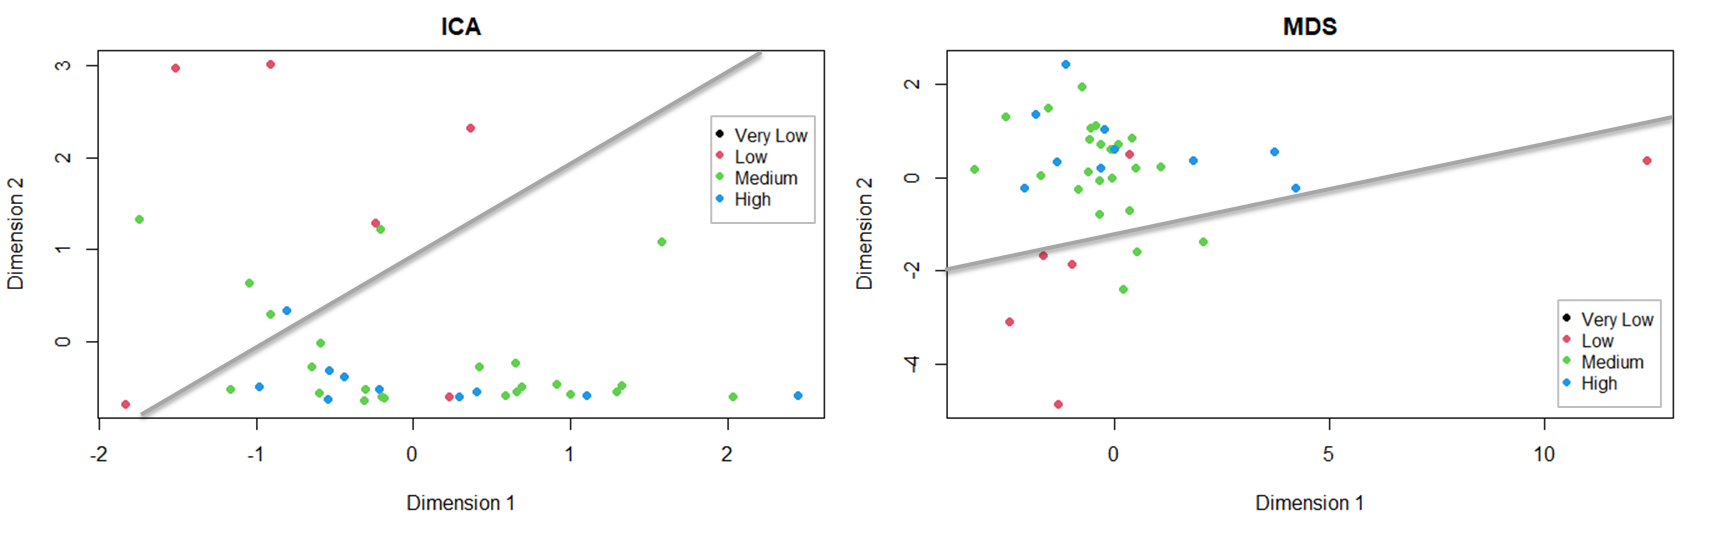 ICA
3
2
1
0
Dimension 2
Very Low
Low
Medium
High
-2
-1
0
1
2
Dimension 1
MDS
2
0
-2
-4
Dimension 2
Very Low
Low
Medium
High
0
5
10
Dimension 1